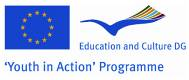 Education and Culture DG
‘Youth in Action’ Programme